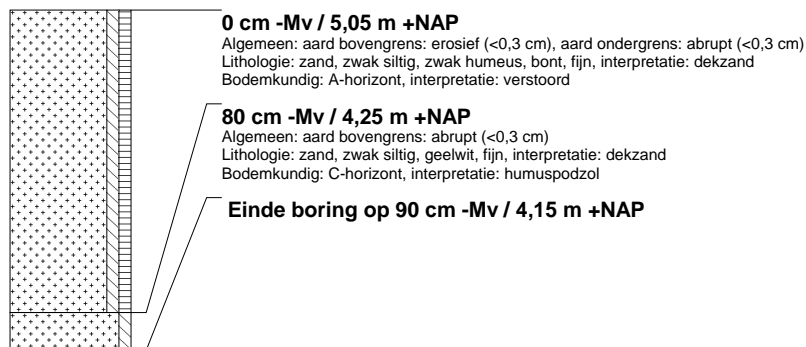 0 cm -Mv / 5,05 m +NAP
Algemeen: aard bovengrens: erosief (<0,3 cm), aard ondergrens: abrupt (<0,3 cm)
Lithologie: zand, zwak siltig, zwak humeus, bont, fijn, interpretatie: dekzand
Bodemkundig: A-horizont, interpretatie: verstoord
80 cm -Mv / 4,25 m +NAP
Algemeen: aard bovengrens: abrupt (<0,3 cm)
Lithologie: zand, zwak siltig, geelwit, fijn, interpretatie: dekzand
Bodemkundig: C-horizont, interpretatie: humuspodzol
Einde boring op 90 cm -Mv / 4,15 m +NAP